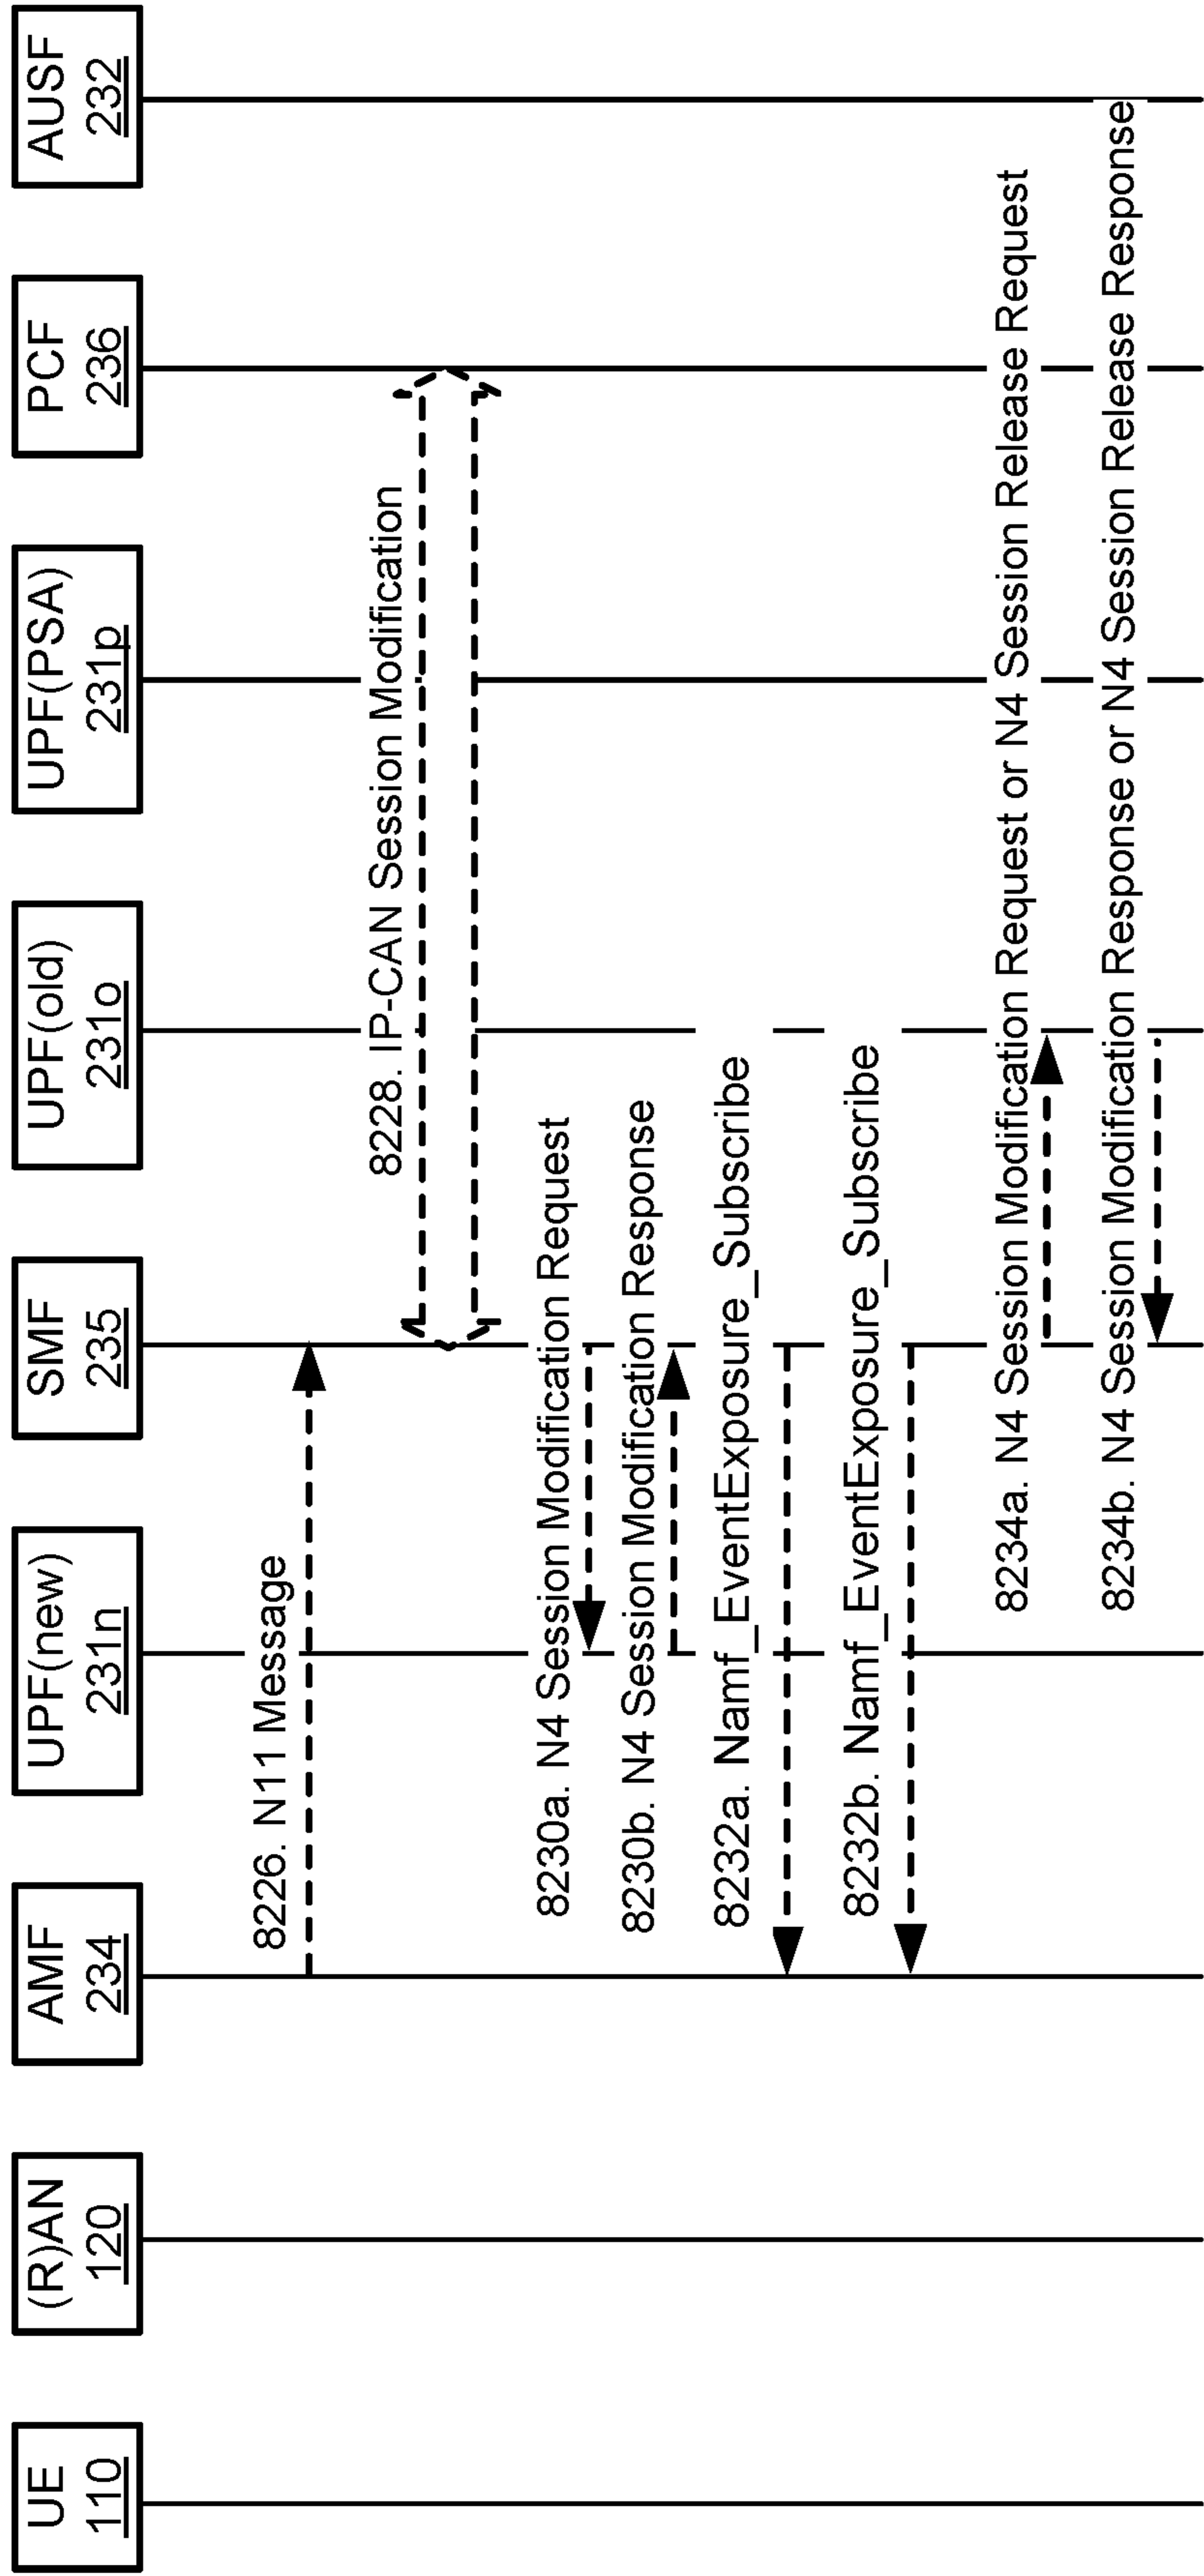 UE
110
(R)AN
120
AMF
234
UPF(new)
231n
SMF
235
UPF(old)
231o
UPF(PSA)
231p
PCF
236
AUSF
232
8226. N11 Message
8228. IP-CAN Session Modification
8230a. N4 Session Modification Request
8230b. N4 Session Modification Response
8232a. Namf_EventExposure_Subscribe
8232b. Namf_EventExposure_Subscribe
8234a. N4 Session Modification Request or N4 Session Release Request
8234b. N4 Session Modification Response or N4 Session Release Response